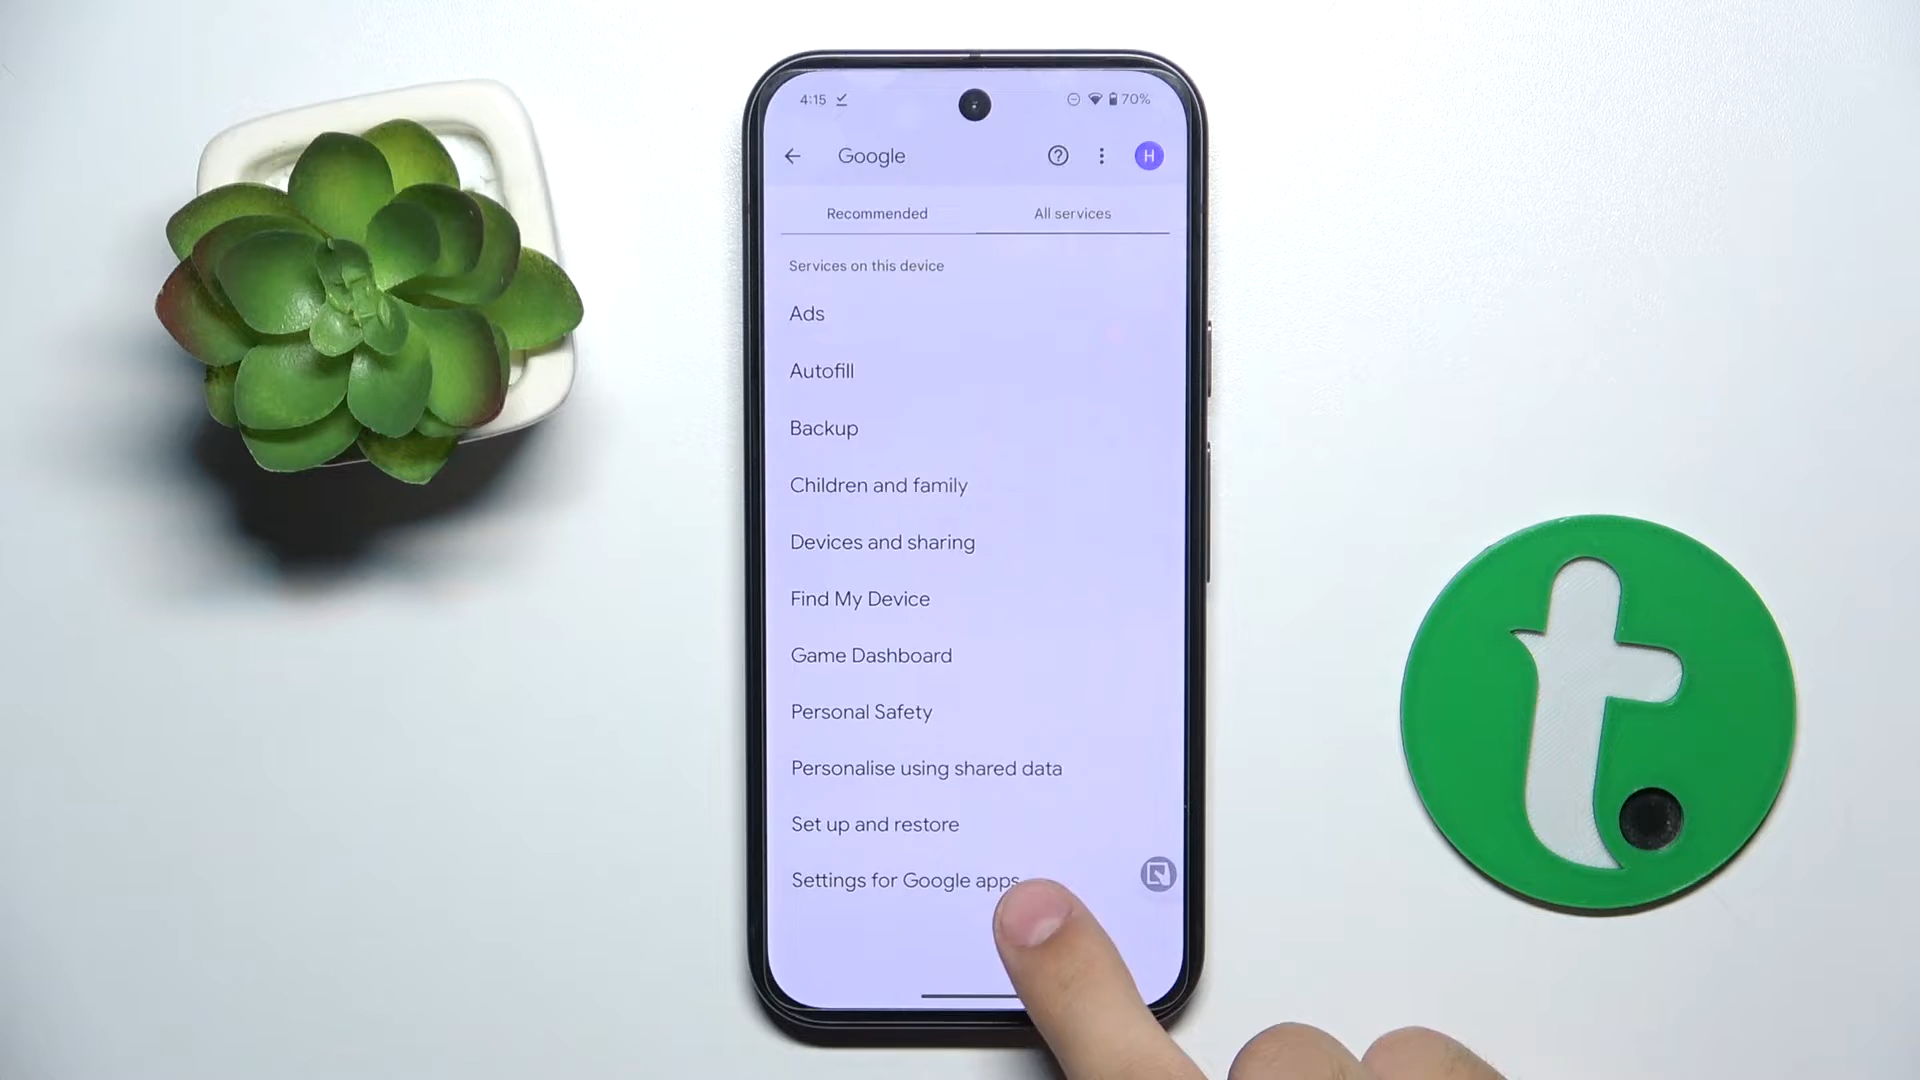 4:15 70%
Google H
Recommended All services
Services on this device
Ads
Autofill
Backup
Children and family
Devices and sharing
Find My Device
Game Dashboard
Personal Safety
Personalise using shared data
Set up and restore
Settings for Google apps
t.